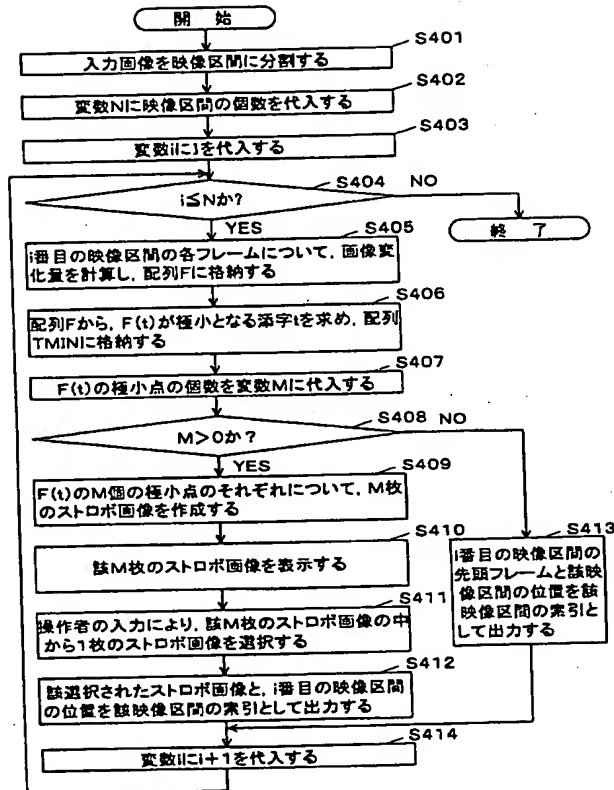 開始
S401
入力画像を映像区間に分割する
S402
変数Nに映像区間の個数を代入する
S403
変数iに1を代入する
S404
NO
i≦Nか?
YES
終了
S405
i番目の映像区間の各フレームについて,画像変
化量を計算し,配列Fに格納する
S406
配列Fから,F(t)が極小となる添字tを求め,配列
TMINに格納する
S407
F(t)の極小点の個数を変数Mに代入する
S408
NO
M>0か?
YES
S409
F(t)のM個の極小点のそれぞれについて,M枚
のストロボ画像を作成する
S410
該M枚のストロボ画像を表示する
S411
操作者の入力により,該M枚のストロボ画像の中
から1枚のストロボ画像を選択する
S412
該選択されたストロボ画像と,i番目の映像区間
の位置を該映像区間の索引として出力する
S413
i番目の映像区間の
先頭フレームと該映
像区間の位置を該
映像区間の索引とし
て出力する
S414
変数iにi+1を代入する